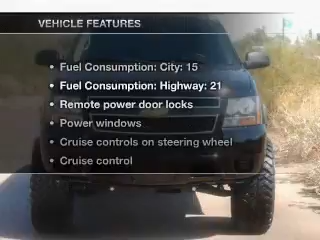 VEHICLE FEATURES
• Fuel Consumption: City: 15
• Fuel Consumption: Highway: 21
• Remote power door locks
• Power windows
• Cruise controls on steering wheel
• Cruise control